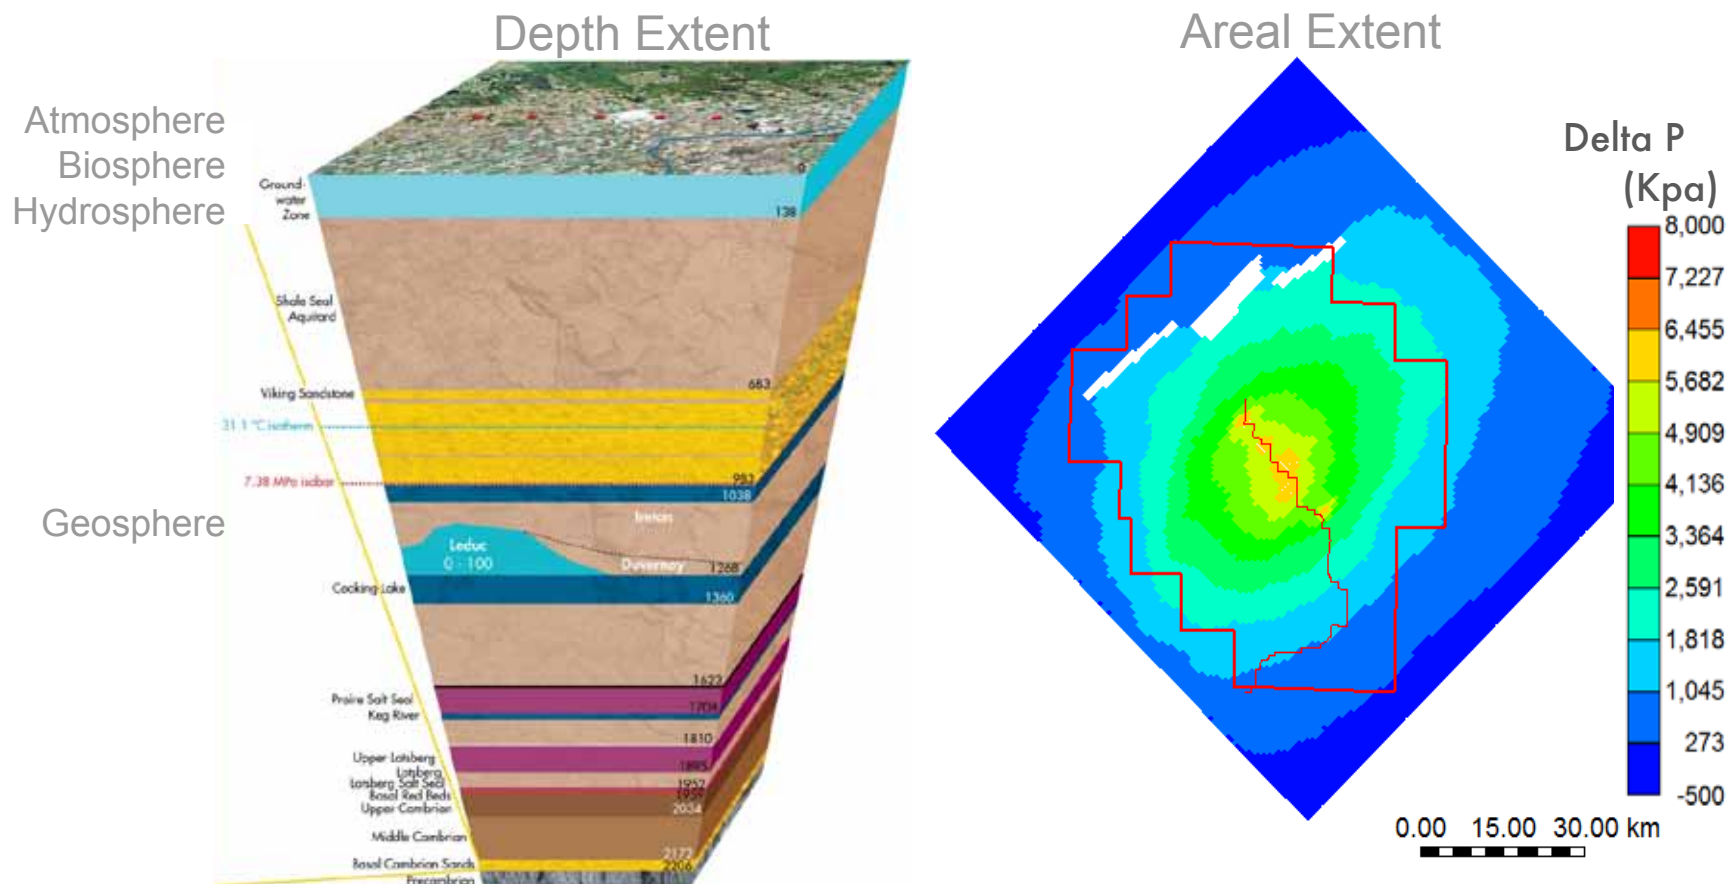 Depth Extent
Areal Extent
Atmosphere
Biosphere
Hydrosphere
Geosphere
Ground-
water
Zone
0
138
Shale Seal
Aquitard
683
Viking Sandstone
31.1 °C isotherm
7.38 MPa isobar
983
1038
Ireton
Leduc
0 - 100
Duvernay
1268
Cooking Lake
1360
1622
Praire Salt Seal
1704
Keg River
1810
Upper Lotsberg
1895
Lotsberg
Lotsberg Salt Seal
1952
Basal Red Beds
1959
Upper Cambrian
2034
Middle Cambrian
2172
Basal Cambrian Sands
2206
Precambrian
Delta P
(Kpa)
8,000
7,227
6,455
5,682
4,909
4,136
3,364
2,591
1,818
1,045
273
-500
0.00 15.00 30.00 km